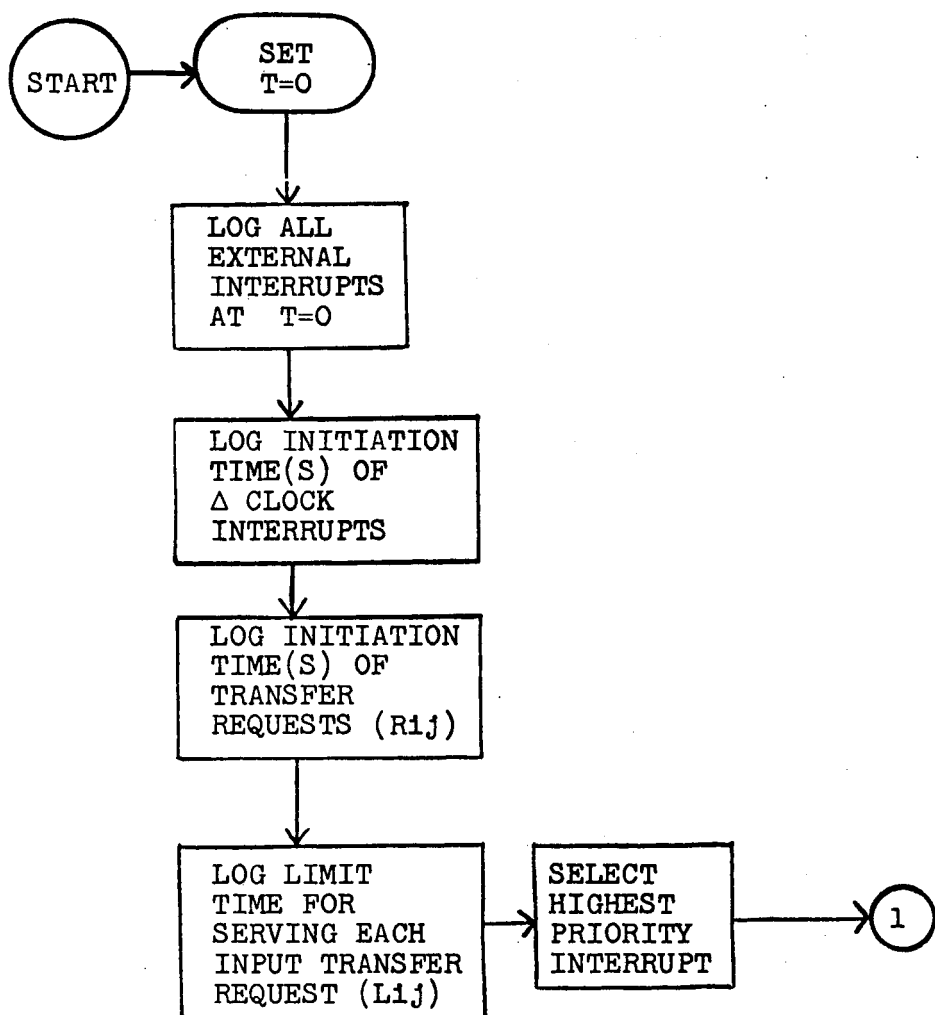 START
SET
T=0
LOG ALL
EXTERNAL
INTERRUPTS
AT T=0
LOG INITIATION
TIME(S) OF
Δ CLOCK
INTERRUPTS
LOG INITIATION
TIME(S) OF
TRANSFER
REQUESTS (Rij)
LOG LIMIT
TIME FOR
SERVING EACH
INPUT TRANSFER
REQUEST (Lij)
SELECT
HIGHEST
PRIORITY
INTERRUPT
1